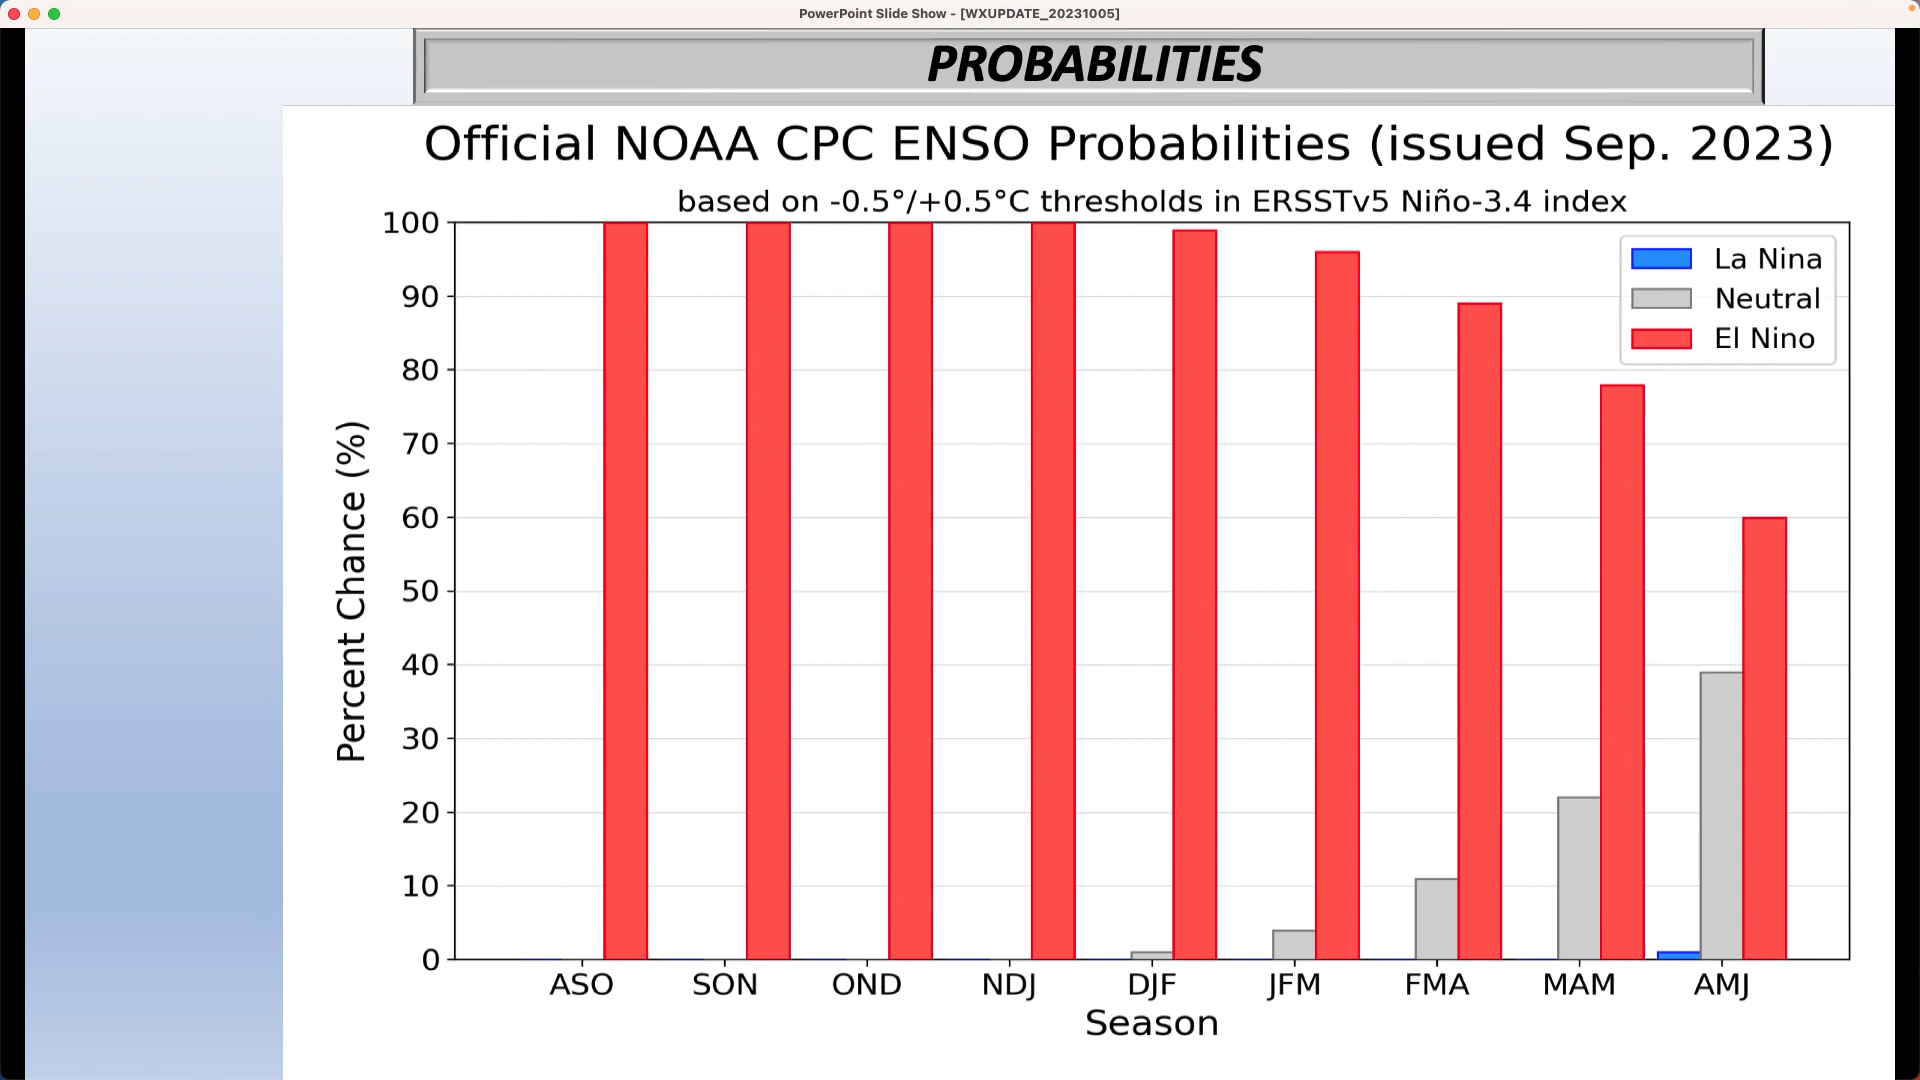 PowerPoint Slide Show - [WXUPDATE_20231005]
PROBABILITIES
Official NOAA CPC ENSO Probabilities (issued Sep. 2023)
based on -0.5°/+0.5°C thresholds in ERSSTv5 Niño-3.4 index
La Nina
Neutral
El Nino
Percent Chance (%)
100
90
80
70
60
50
40
30
20
10
0
ASO SON OND NDJ DJF JFM FMA MAM AMJ
Season